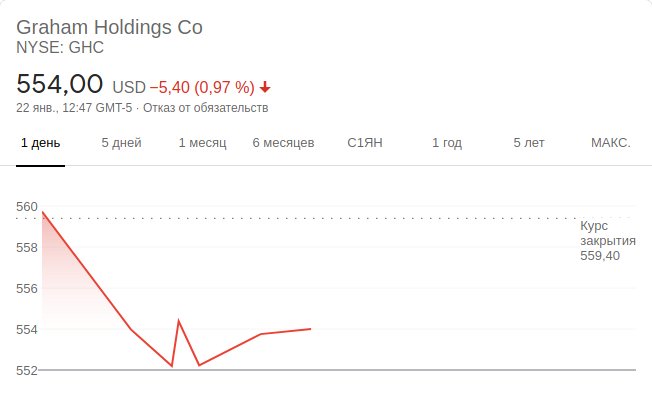 Graham Holdings Co
NYSE: GHC
554,00 USD −5,40 (0,97 %)
22 янв., 12:47 GMT-5 · Отказ от обязательств
1 день 5 дней 1 месяц 6 месяцев С1ЯН 1 год 5 лет МАКС.
560
Курс
закрытия
559,40
558
556
554
552